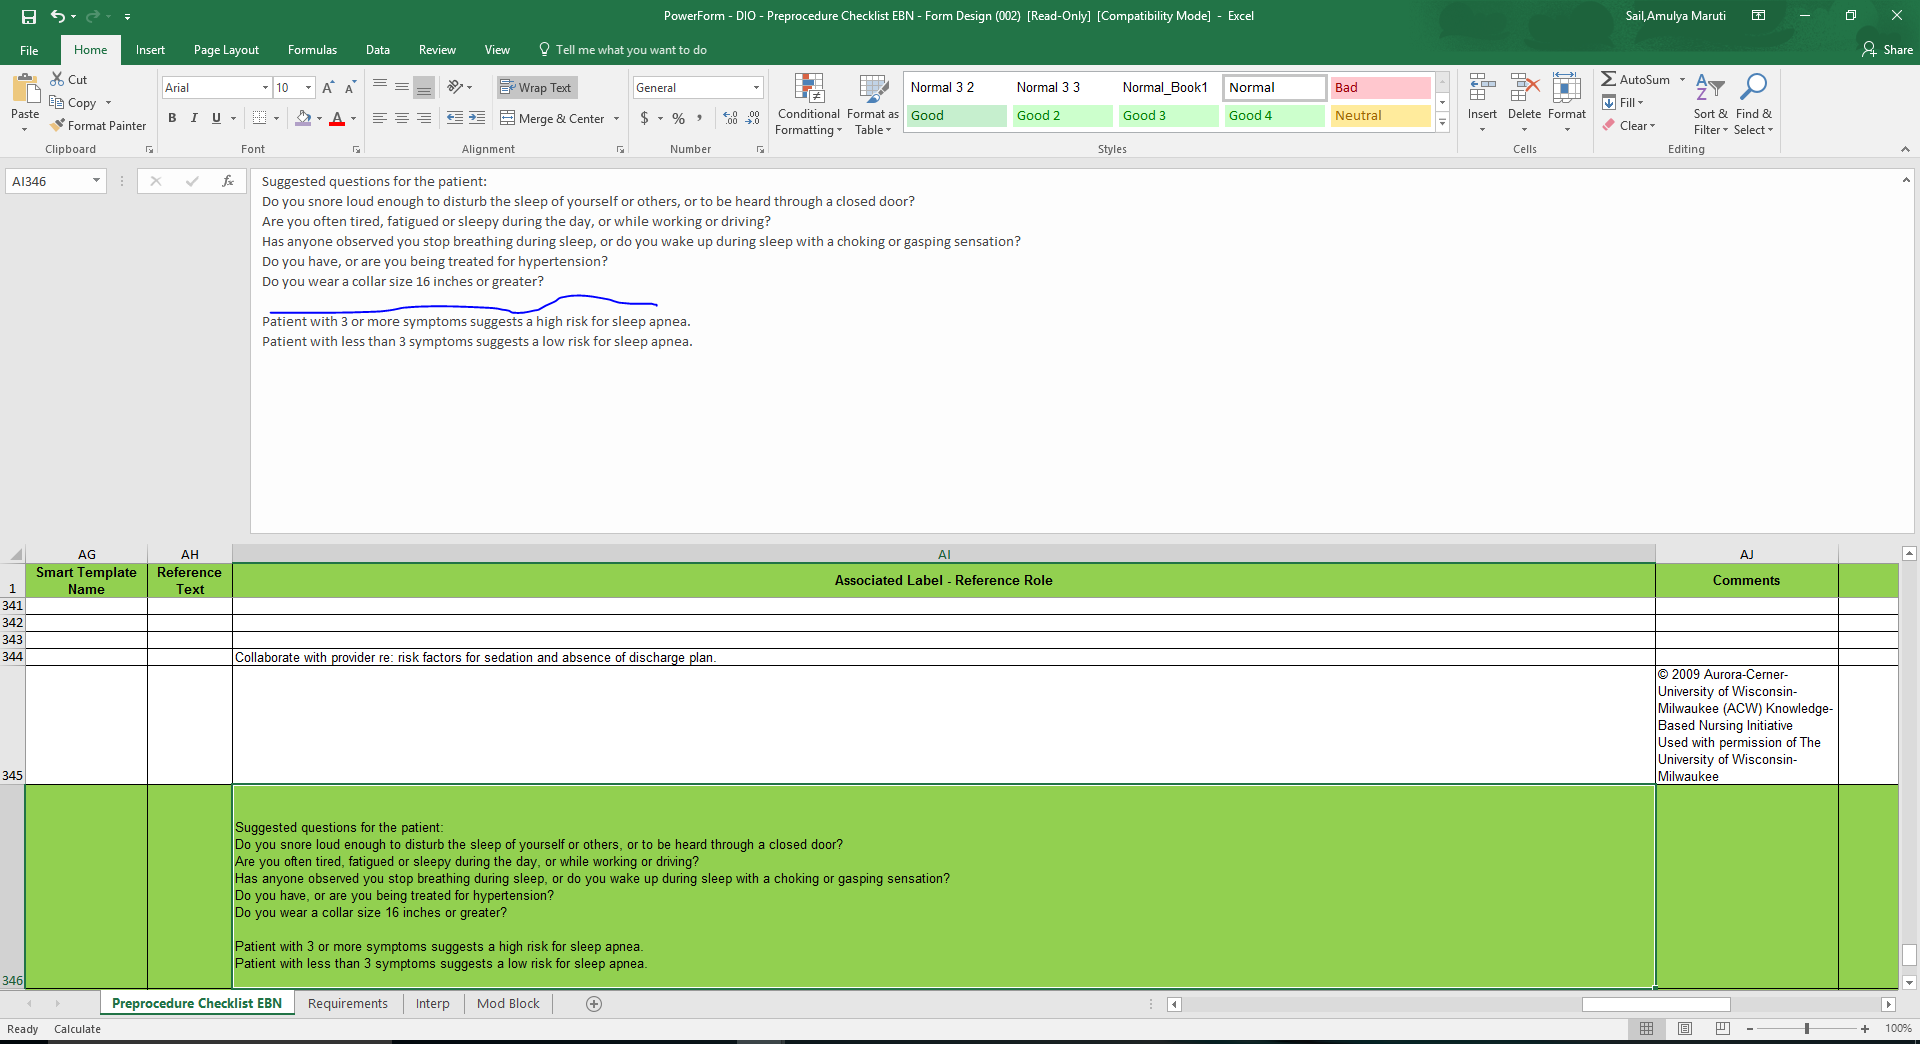 PowerForm - DIO - Preprocedure Checklist EBN - Form Design (002) [Read-Only] [Compatibility Mode] - Excel
Sail,Amulya Maruti
File Home Insert Page Layout Formulas Data Review View Tell me what you want to do
Share
Paste
Cut
Copy
Format Painter
Clipboard
Arial
10
A A
B I U
A
Font
Wrap Text
Merge & Center
Alignment
General
$ % , .00 .0
Number
Conditional Formatting
Format as Table
Normal 3 2 Normal 3 3 Normal_Book1 Normal Bad
Good Good 2 Good 3 Good 4 Neutral
Styles
Insert Delete Format
Cells
AutoSum
Fill
Clear
Sort & Filter
Find & Select
Editing
AI346
fx
Suggested questions for the patient:
Do you snore loud enough to disturb the sleep of yourself or others, or to be heard through a closed door?
Are you often tired, fatigued or sleepy during the day, or while working or driving?
Has anyone observed you stop breathing during sleep, or do you wake up during sleep with a choking or gasping sensation?
Do you have, or are you being treated for hypertension?
Do you wear a collar size 16 inches or greater?
Patient with 3 or more symptoms suggests a high risk for sleep apnea.
Patient with less than 3 symptoms suggests a low risk for sleep apnea.
AG AH AI AJ
1 Smart Template Name Reference Text Associated Label - Reference Role Comments
341
342
343
344 Collaborate with provider re: risk factors for sedation and absence of discharge plan.
© 2009 Aurora-Cerner-
University of Wisconsin-
Milwaukee (ACW) Knowledge-
Based Nursing Initiative
Used with permission of The
University of Wisconsin-
345 Milwaukee
Suggested questions for the patient:
Do you snore loud enough to disturb the sleep of yourself or others, or to be heard through a closed door?
Are you often tired, fatigued or sleepy during the day, or while working or driving?
Has anyone observed you stop breathing during sleep, or do you wake up during sleep with a choking or gasping sensation?
Do you have, or are you being treated for hypertension?
Do you wear a collar size 16 inches or greater?
Patient with 3 or more symptoms suggests a high risk for sleep apnea.
Patient with less than 3 symptoms suggests a low risk for sleep apnea.
346
Preprocedure Checklist EBN Requirements Interp Mod Block
Ready Calculate
100%